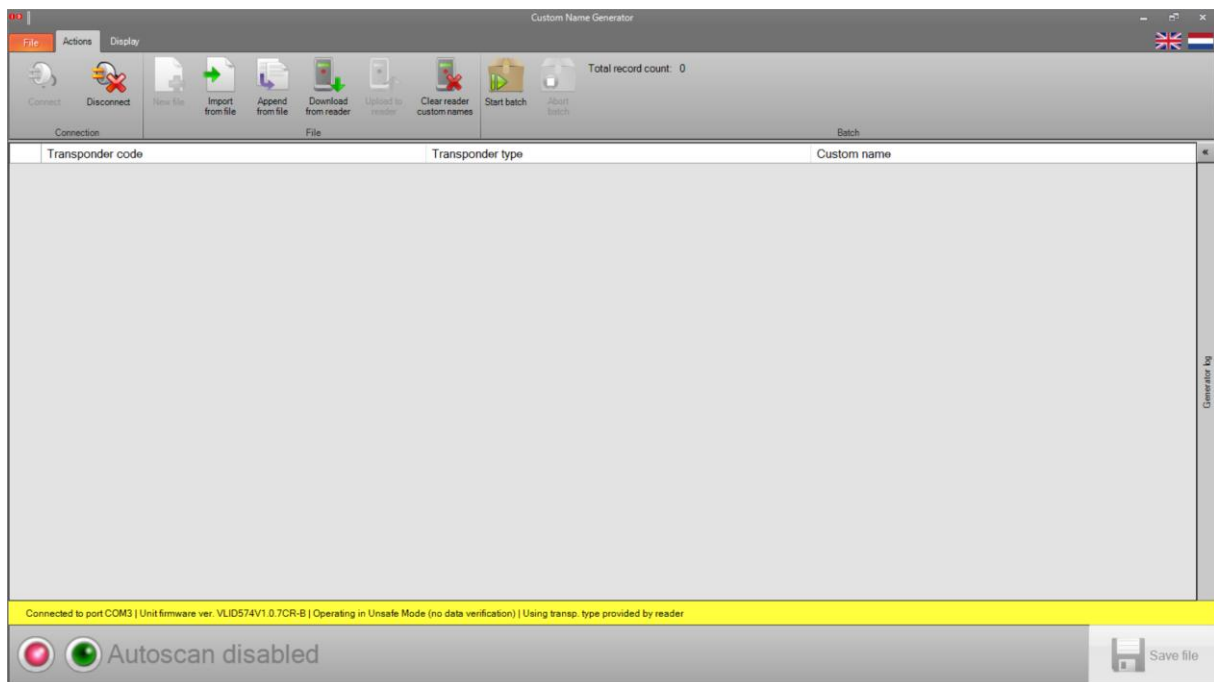 Custom Name Generator
File
Actions
Display
Connect
Disconnect
New file
Import
from file
Append
from file
Download
from reader
Upload to
reader
Clear reader
custom names
Start batch
Abort
batch
Total record count: 0
Connection
File
Batch
Transponder code
Transponder type
Custom name
Generator log
Connected to port COM3 | Unit firmware ver. VLID574V1.0.7CR-B | Operating in Unsafe Mode (no data verification) | Using transp. type provided by reader
Autoscan disabled
Save file